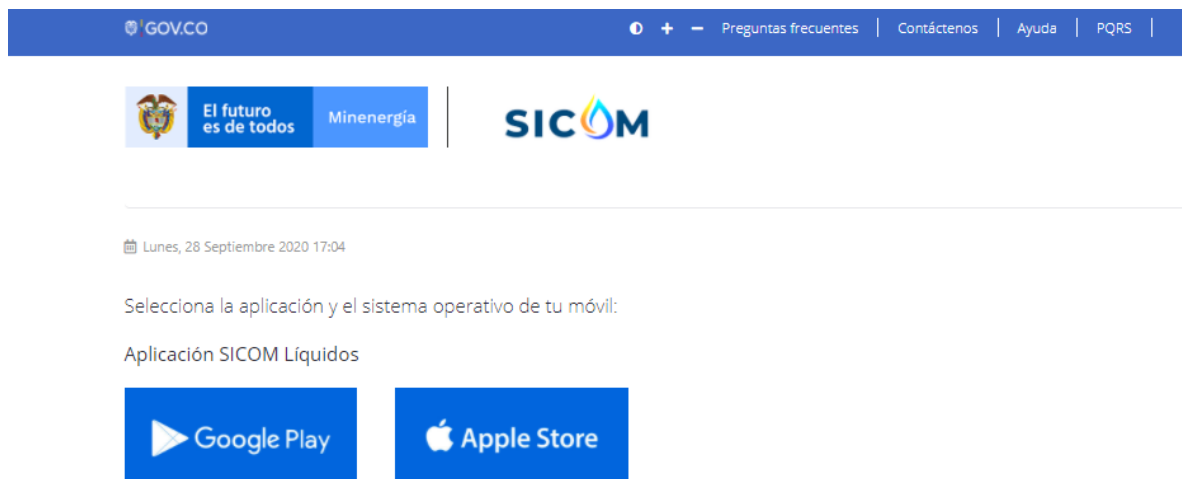 GOV.CO
Preguntas frecuentes | Contáctenos | Ayuda | PQRS |
El futuro
es de todos
Minenergía
SICOM
Lunes, 28 Septiembre 2020 17:04
Selecciona la aplicación y el sistema operativo de tu móvil:
Aplicación SICOM Líquidos
Google Play
Apple Store